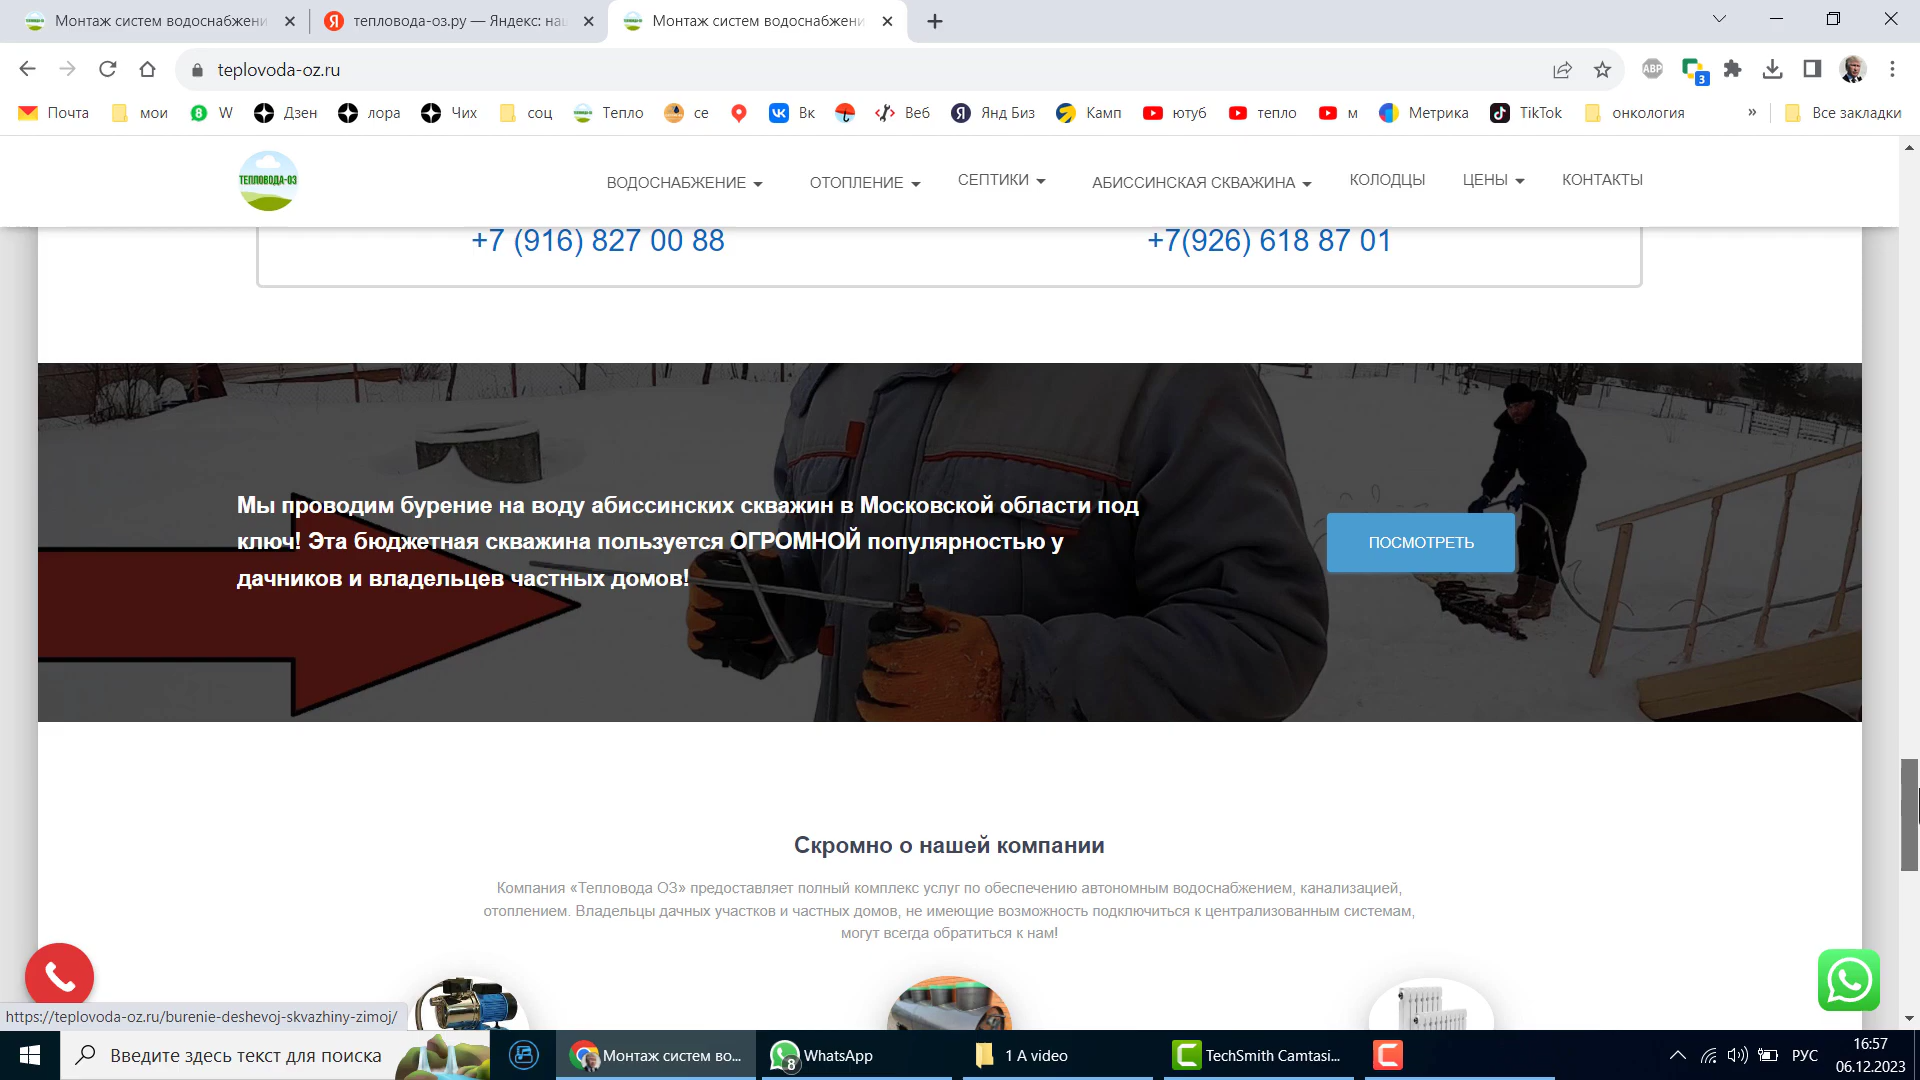 Монтаж систем водоснабжени
тепловода-оз.ру — Яндекс: на
Монтаж систем водоснабжени
teplovoda-oz.ru
ABP
3
Почта
мои
8
W
Дзен
лора
Чих
соц
Тепло
се
Вк
Веб
Янд Биз
Камп
ютуб
тепло
м
Метрика
TikTok
онкология
»
Все закладки
ТЕПЛОВОДА-ОЗ
ВОДОСНАБЖЕНИЕ
ОТОПЛЕНИЕ
СЕПТИКИ
АБИССИНСКАЯ СКВАЖИНА
КОЛОДЦЫ
ЦЕНЫ
КОНТАКТЫ
+7 (916) 827 00 88
+7(926) 618 87 01
Мы проводим бурение на воду абиссинских скважин в Московской области под
ключ! Эта бюджетная скважина пользуется ОГРОМНОЙ популярностью у
дачников и владельцев частных домов!
ПОСМОТРЕТЬ
Скромно о нашей компании
Компания «Тепловода ОЗ» предоставляет полный комплекс услуг по обеспечению автономным водоснабжением, канализацией,
отоплением. Владельцы дачных участков и частных домов, не имеющие возможность подключиться к централизованным системам,
могут всегда обратиться к нам!
https://teplovoda-oz.ru/burenie-deshevoj-skvazhiny-zimoj/
Введите здесь текст для поиска
Монтаж систем во...
8
WhatsApp
1 A video
TechSmith Camtasi...
РУС
16:57
06.12.2023